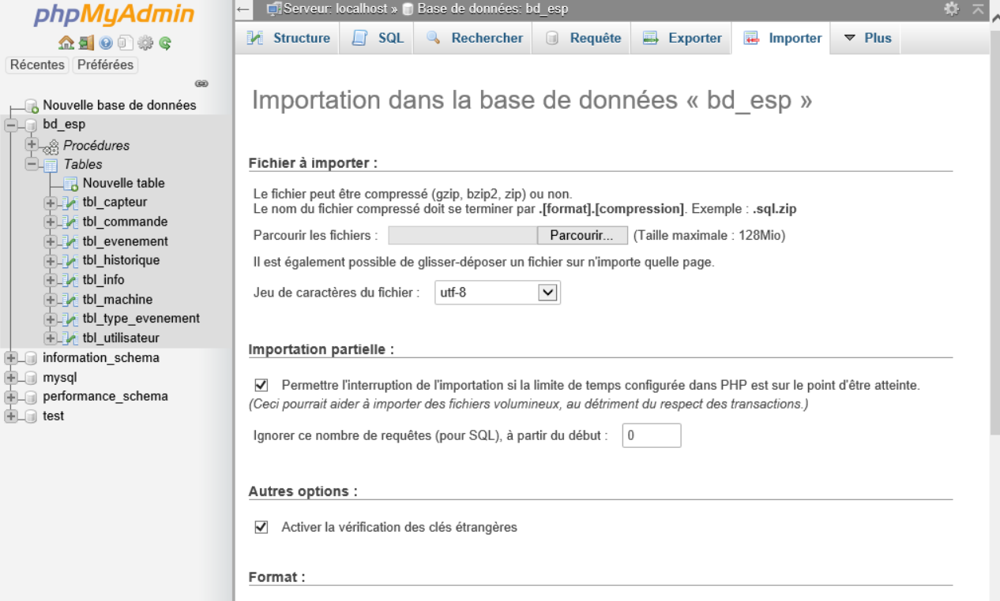 phpMyAdmin
Récentes Préférées
Nouvelle base de données
bd_esp
Procédures
Tables
Nouvelle table
tbl_capteur
tbl_commande
tbl_evenement
tbl_historique
tbl_info
tbl_machine
tbl_type_evenement
tbl_utilisateur
information_schema
mysql
performance_schema
test
Serveur: localhost » Base de données: bd_esp
Structure SQL Rechercher Requête Exporter Importer Plus
Importation dans la base de données « bd_esp »
Fichier à importer :
Le fichier peut être compressé (gzip, bzip2, zip) ou non.
Le nom du fichier compressé doit se terminer par .[format].[compression]. Exemple : .sql.zip
Parcourir les fichiers : Parcourir... (Taille maximale : 128Mio)
Il est également possible de glisser-déposer un fichier sur n'importe quelle page.
Jeu de caractères du fichier : utf-8
Importation partielle :
Permettre l'interruption de l'importation si la limite de temps configurée dans PHP est sur le point d'être atteinte.
(Ceci pourrait aider à importer des fichiers volumineux, au détriment du respect des transactions.)
Ignorer ce nombre de requêtes (pour SQL), à partir du début : 0
Autres options :
Activer la vérification des clés étrangères
Format :